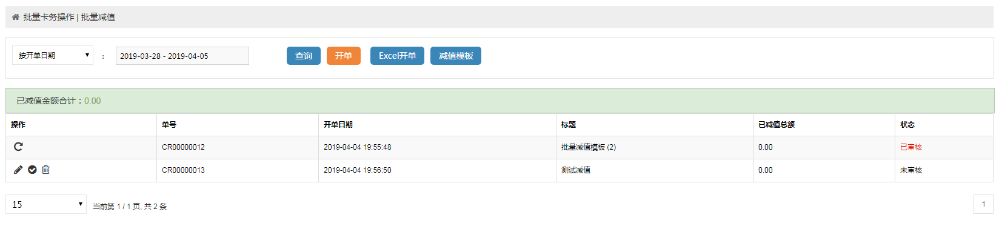 批量卡务操作 | 批量减值
按开单日期 : 2019-03-28 - 2019-04-05 查询 开单 Excel开单 减值模板
已减值金额合计：0.00
操作 单号 开单日期 标题 已减值总额 状态
CR00000012 2019-04-04 19:55:48 批量减值模板 (2) 0.00 已审核
CR00000013 2019-04-04 19:56:50 测试减值 0.00 未审核
15 当前第 1 / 1 页, 共 2 条 1